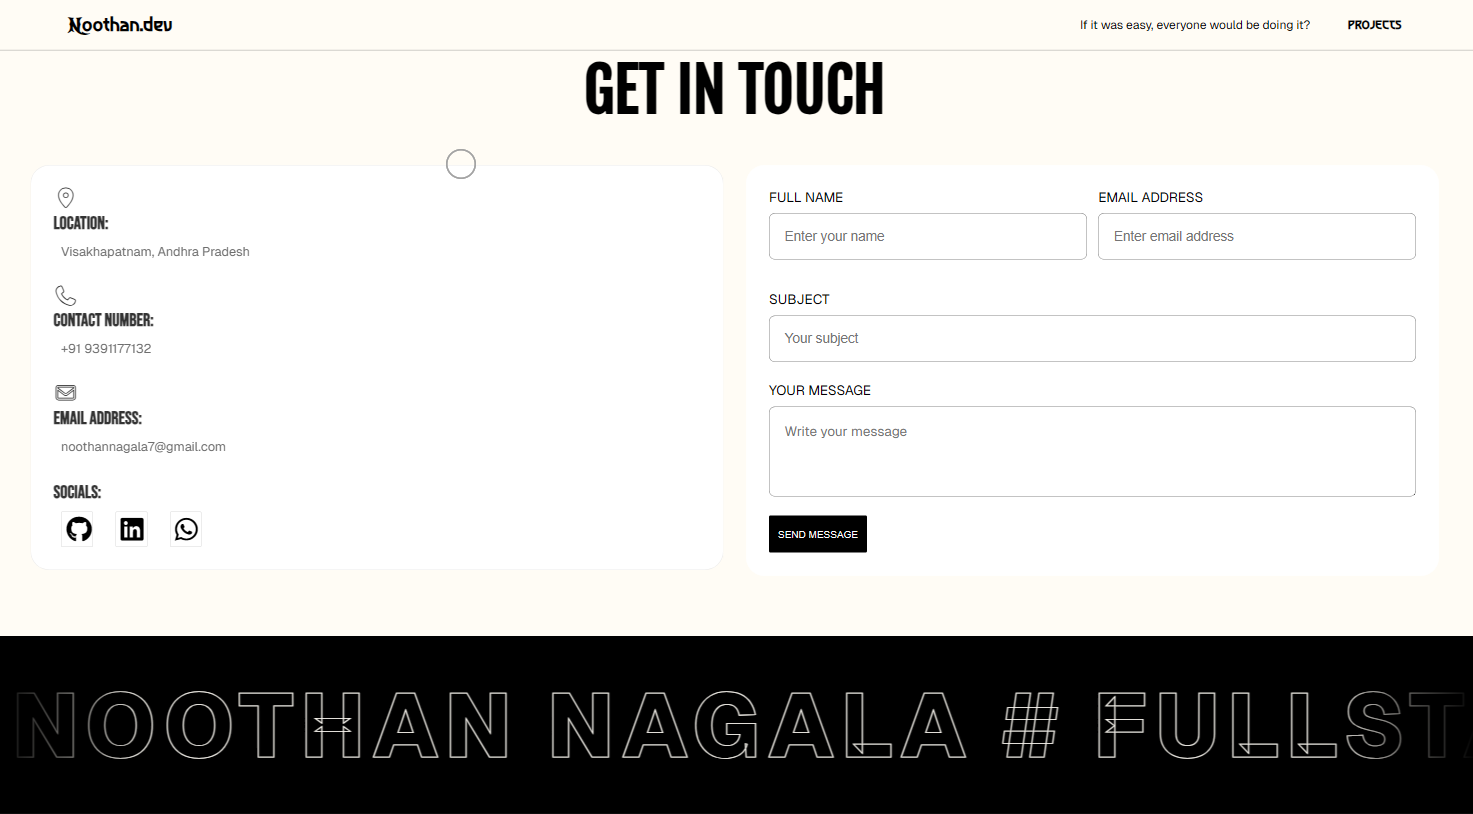 Noothan.dev
If it was easy, everyone would be doing it?
PROJECTS
GET IN TOUCH
LOCATION:
Visakhapatnam, Andhra Pradesh
CONTACT NUMBER:
+91 9391177132
EMAIL ADDRESS:
noothannagala7@gmail.com
SOCIALS:
in
FULL NAME
EMAIL ADDRESS
Enter your name
Enter email address
SUBJECT
Your subject
YOUR MESSAGE
Write your message
SEND MESSAGE
NOOTHAN NAGALA # FULLSTA